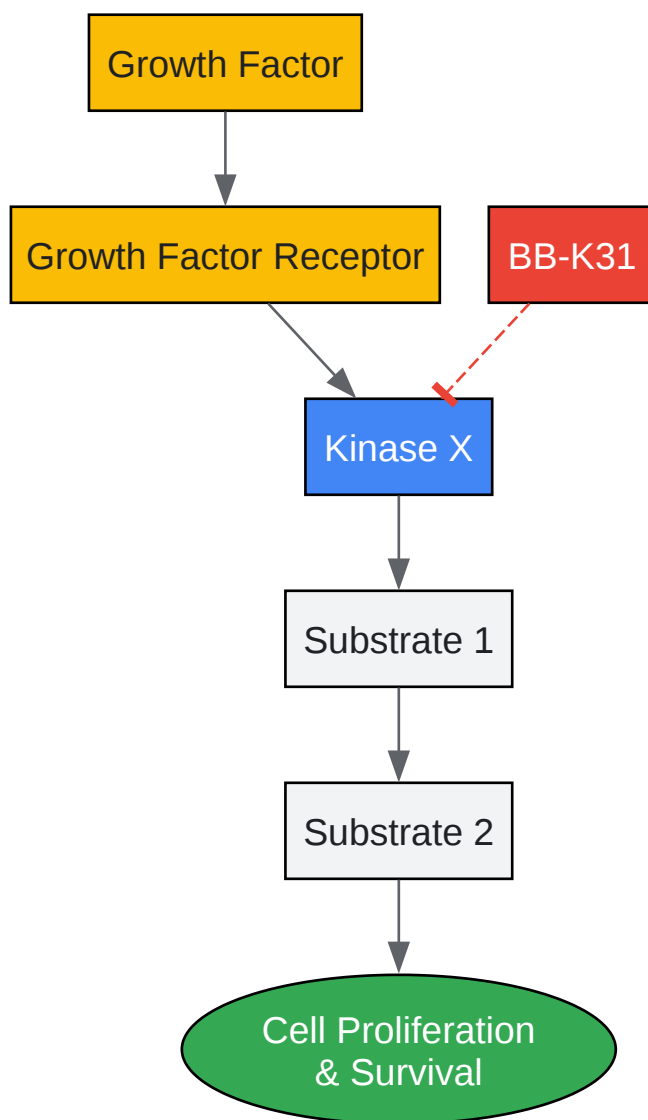 Growth Factor
Growth Factor Receptor
BB-K31
Kinase X
Substrate 1
Substrate 2
Cell Proliferation
& Survival